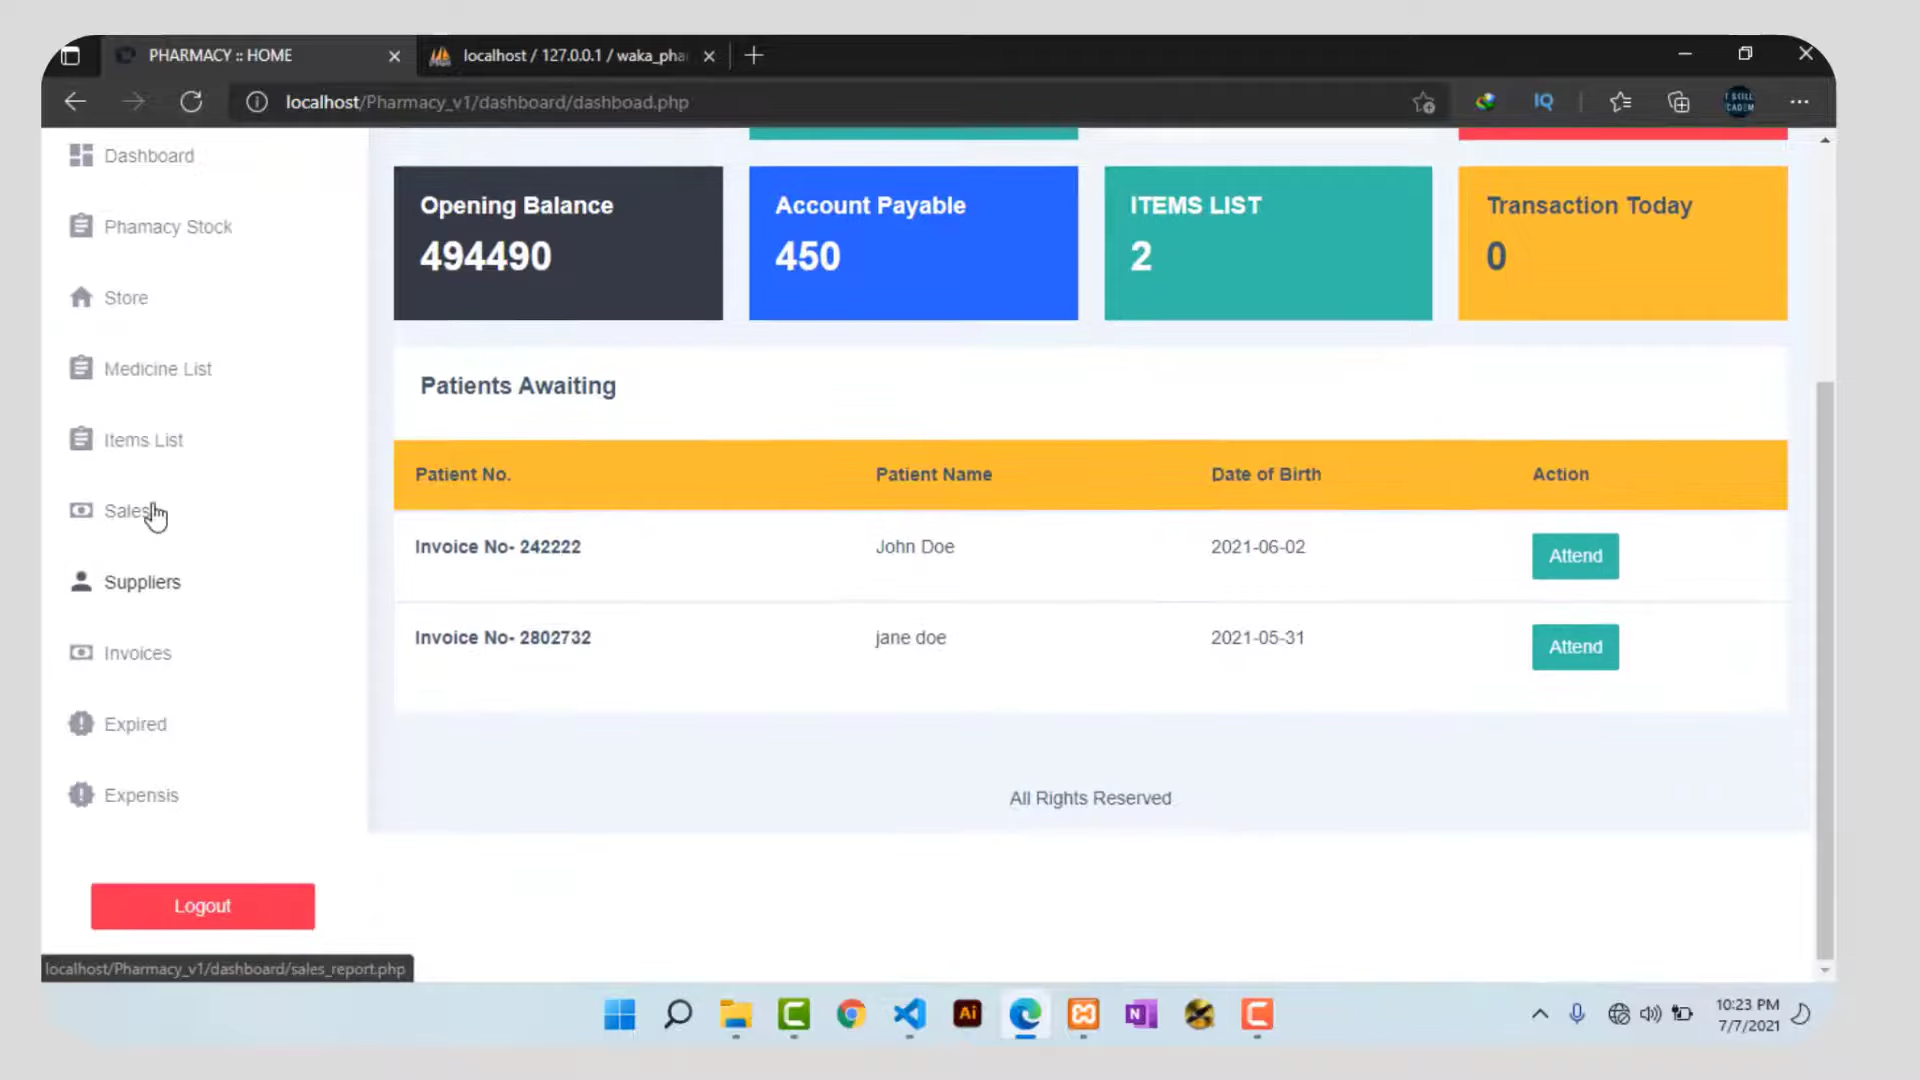 PHARMACY :: HOME
localhost / 127.0.0.1 / waka_pha
localhost/Pharmacy_v1/dashboard/dashboad.php
IQ
Dashboard
Phamacy Stock
Store
Medicine List
Items List
Sales
Suppliers
Invoices
Expired
Expensis
Logout
Opening Balance
494490
Account Payable
450
ITEMS LIST
2
Transaction Today
0
Patients Awaiting
Patient No. Patient Name Date of Birth Action
Invoice No- 242222 John Doe 2021-06-02 Attend
Invoice No- 2802732 jane doe 2021-05-31 Attend
All Rights Reserved
localhost/Pharmacy_v1/dashboard/sales_report.php
Ai
N
10:23 PM
7/7/2021